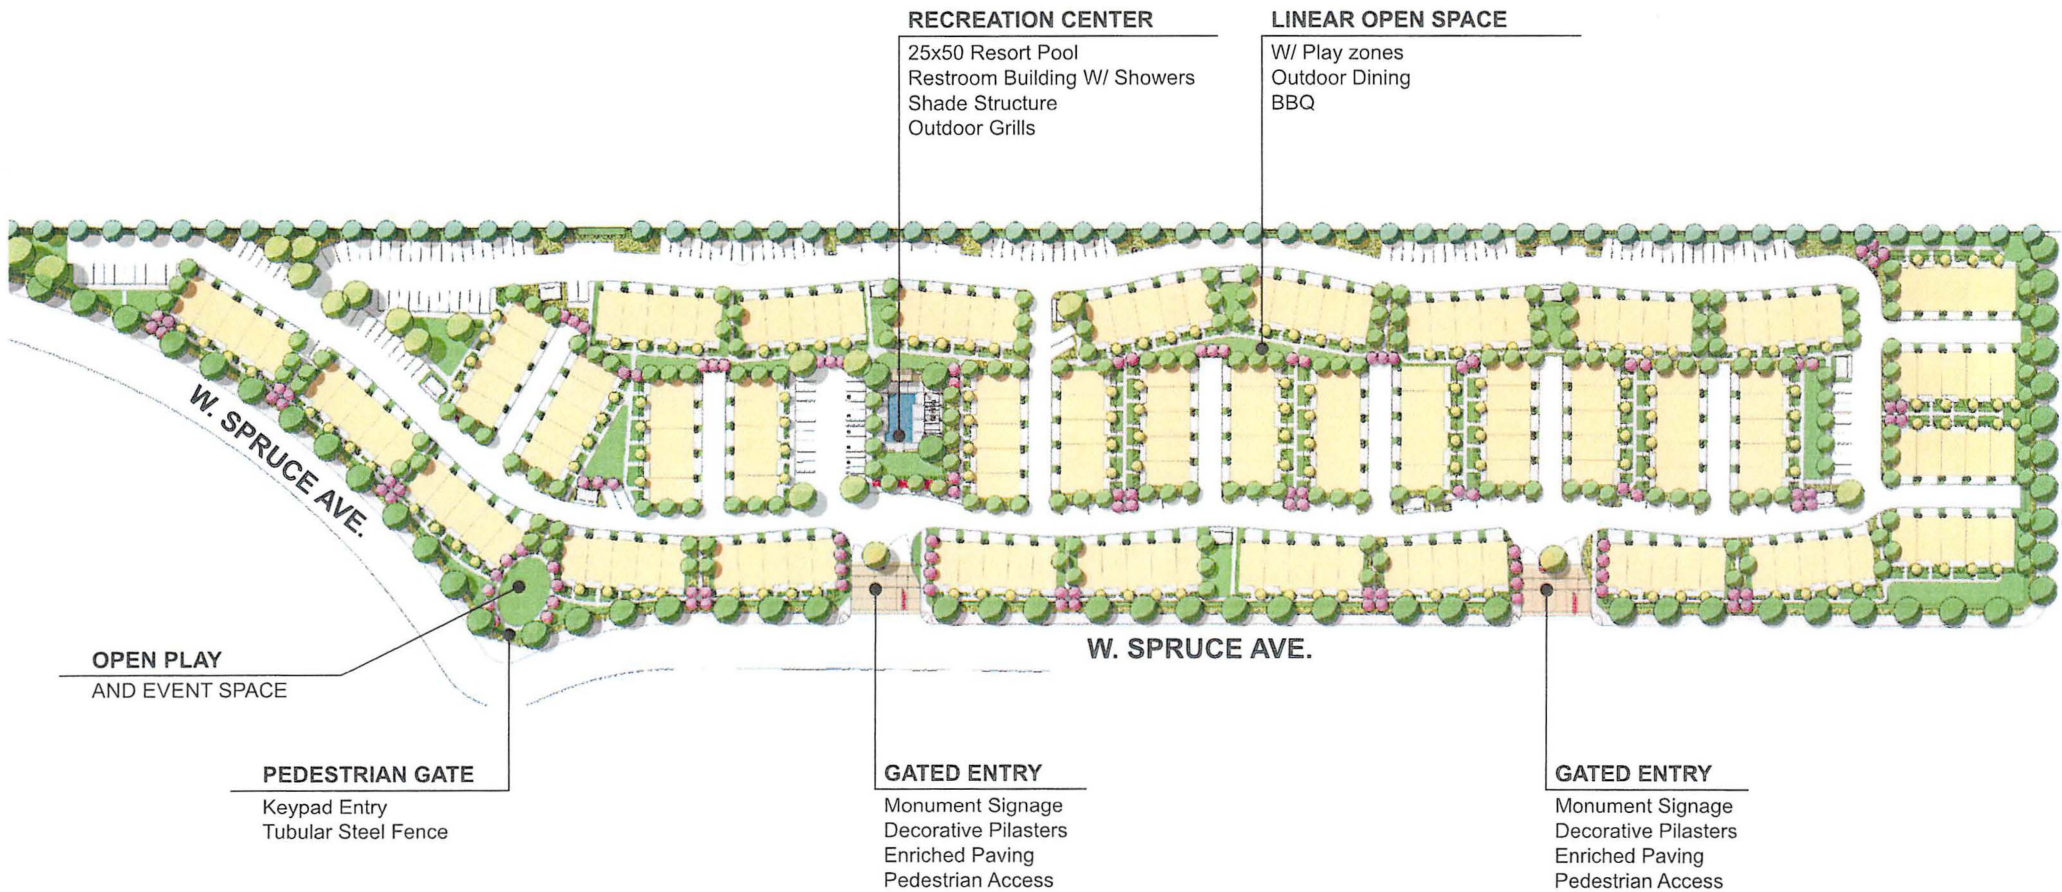 RECREATION CENTER
25x50 Resort Pool
Restroom Building W/ Showers
Shade Structure
Outdoor Grills
LINEAR OPEN SPACE
W/ Play zones
Outdoor Dining
BBQ
W. SPRUCE AVE.
W. SPRUCE AVE.
OPEN PLAY
AND EVENT SPACE
PEDESTRIAN GATE
Keypad Entry
Tubular Steel Fence
GATED ENTRY
Monument Signage
Decorative Pilasters
Enriched Paving
Pedestrian Access
GATED ENTRY
Monument Signage
Decorative Pilasters
Enriched Paving
Pedestrian Access